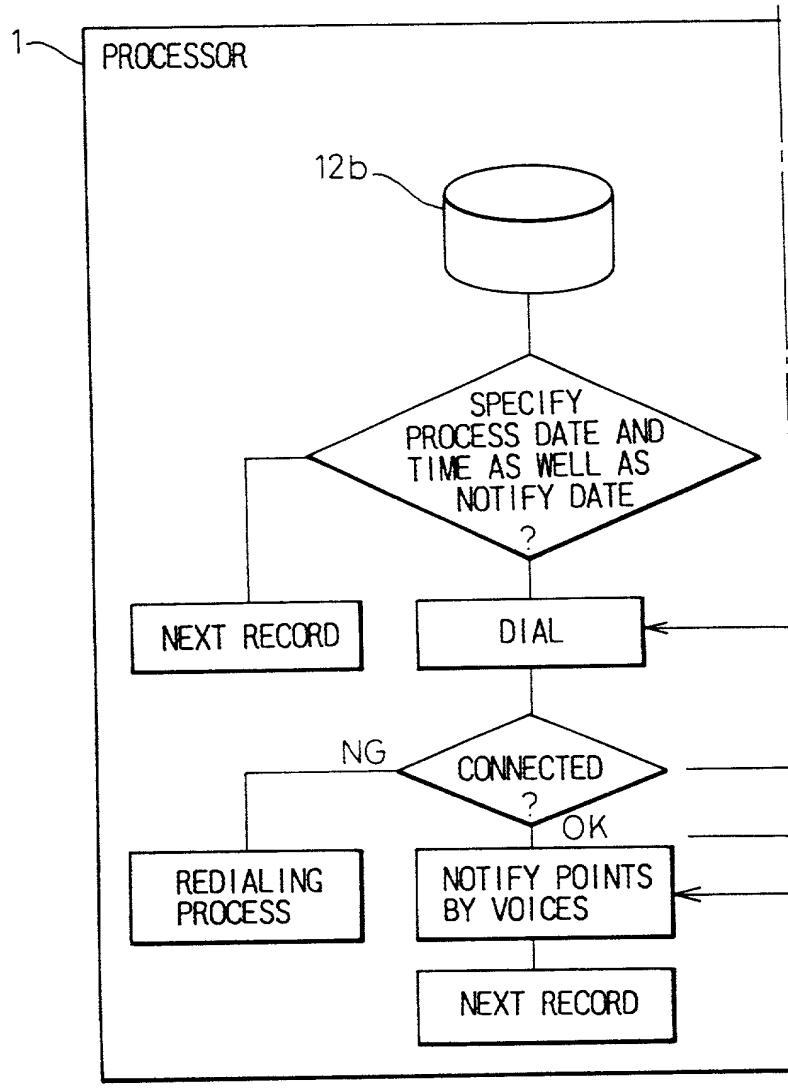 1
PROCESSOR
12b
SPECIFY
PROCESS DATE AND
TIME AS WELL AS
NOTIFY DATE
?
NEXT RECORD
DIAL
NG
CONNECTED
?
OK
REDIALING
PROCESS
NOTIFY POINTS
BY VOICES
NEXT RECORD